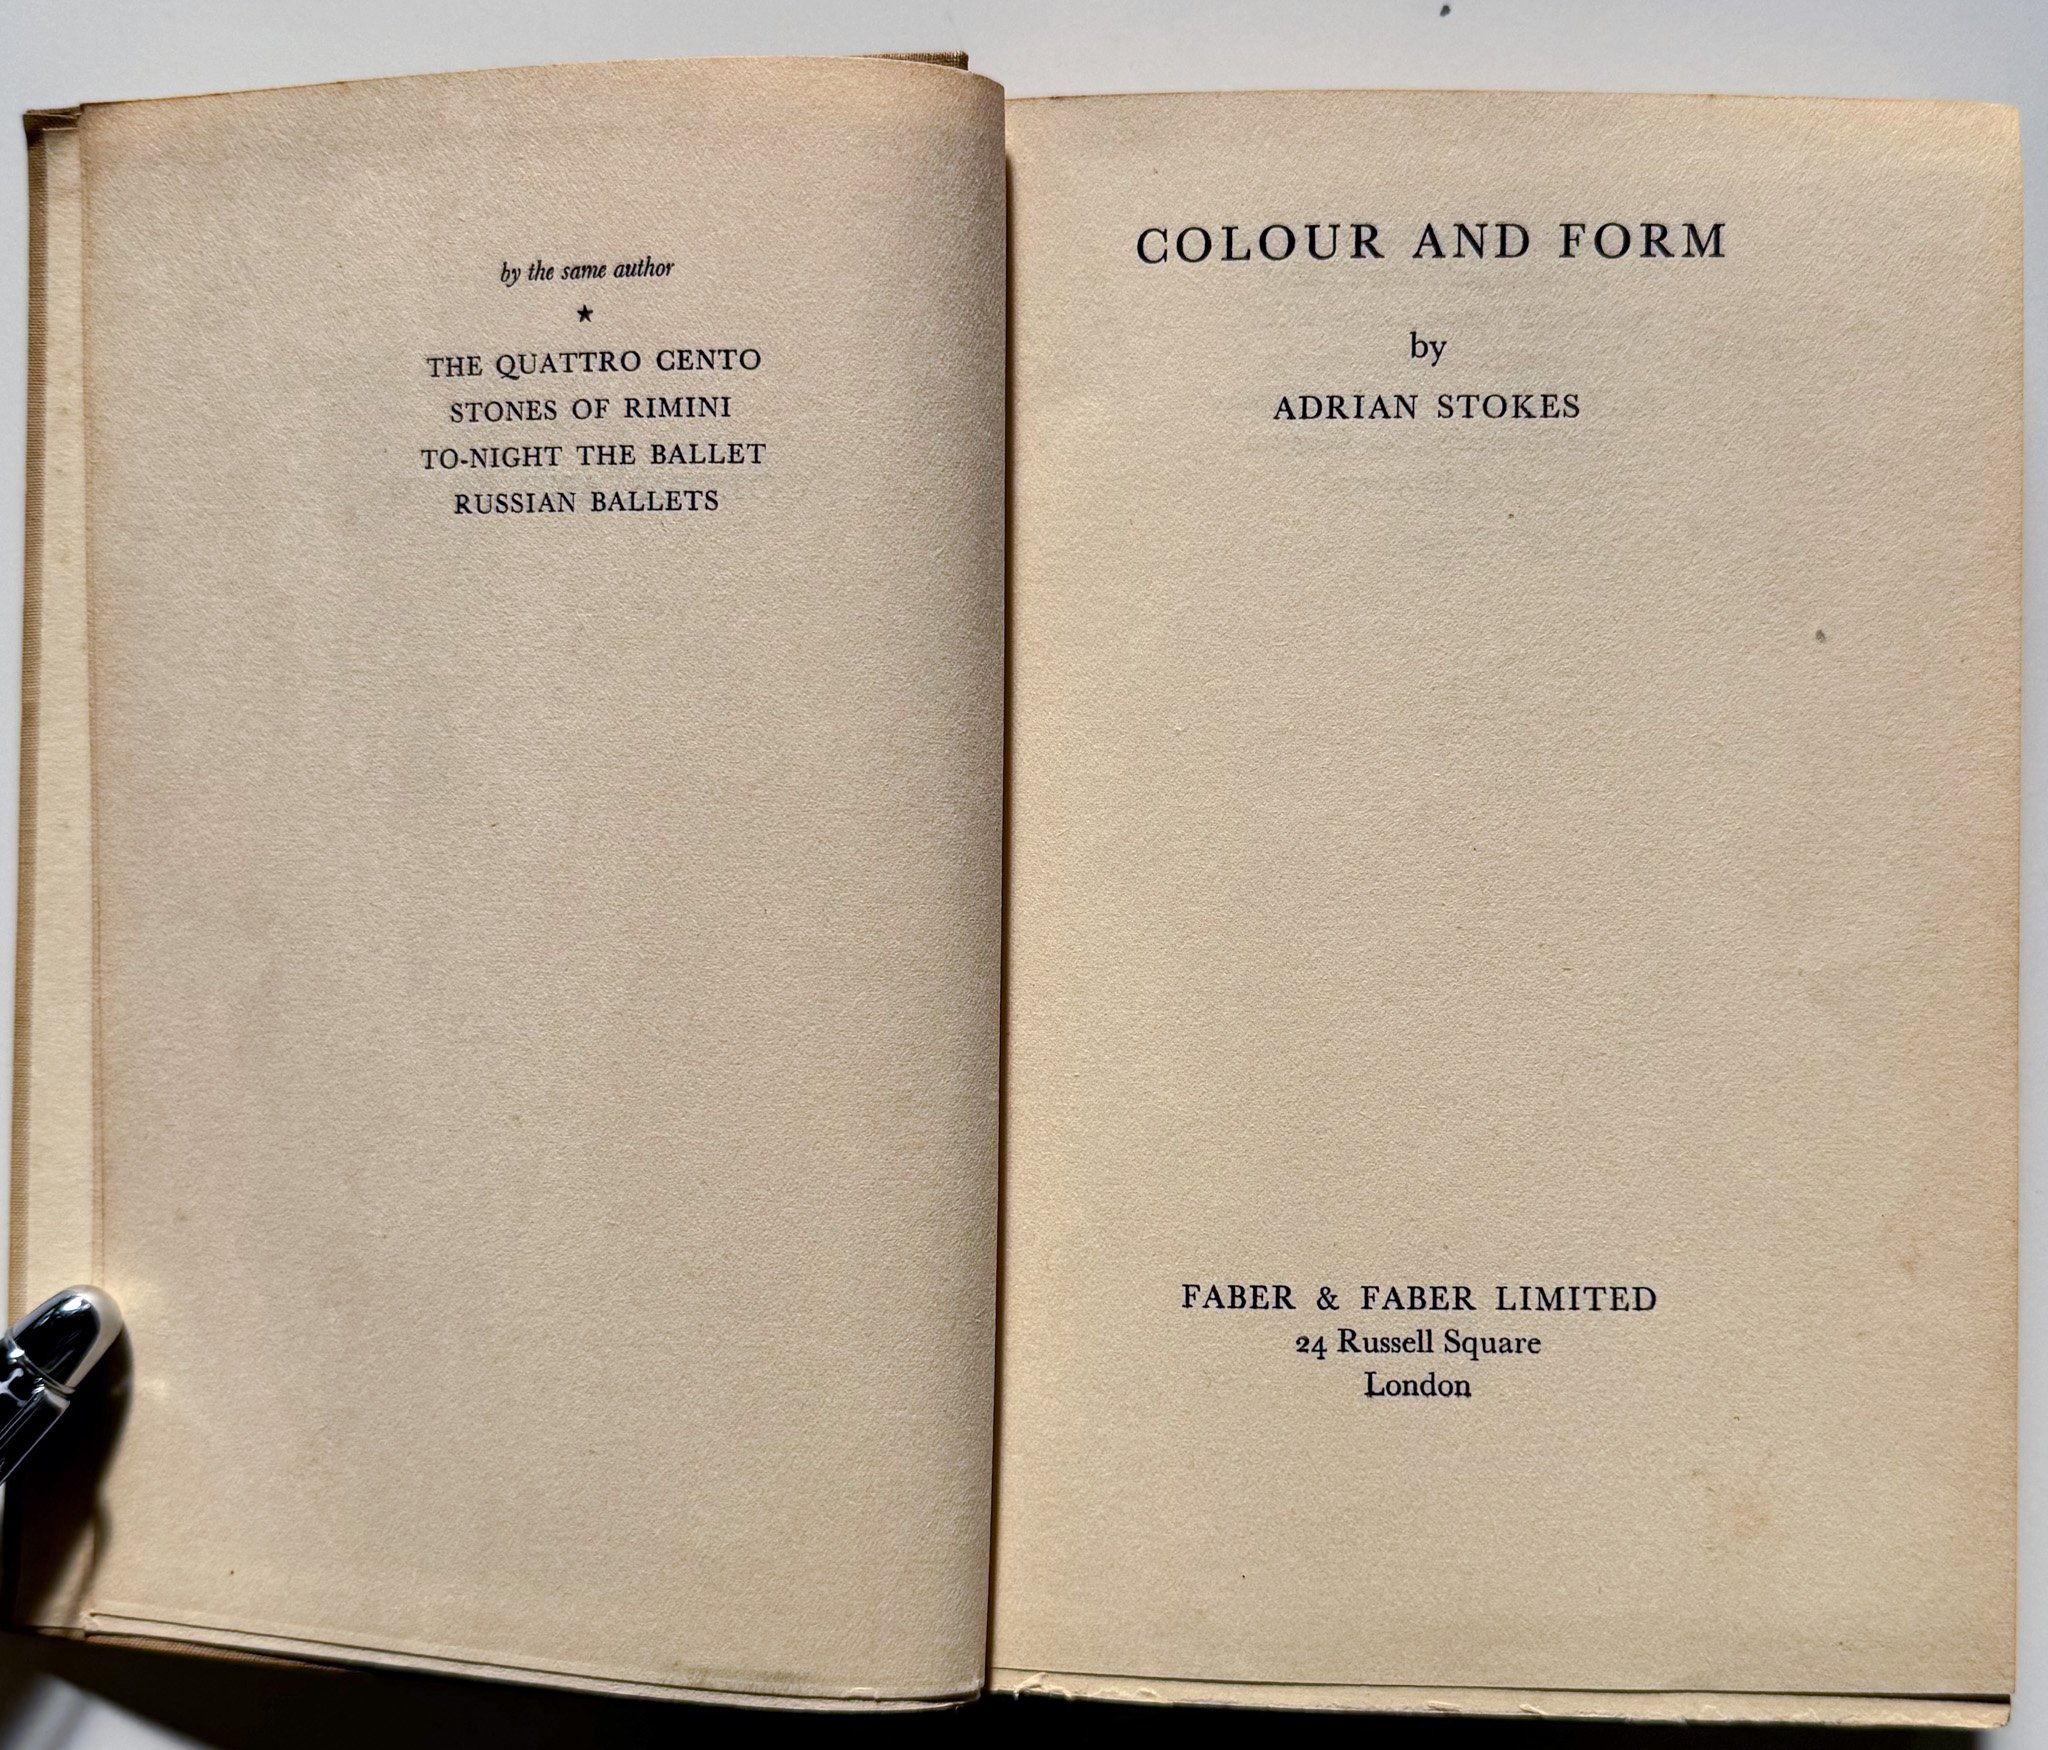 by the same author
★
THE QUATTRO CENTO
STONES OF RIMINI
TO-NIGHT THE BALLET
RUSSIAN BALLETS
COLOUR AND FORM
by
ADRIAN STOKES
FABER & FABER LIMITED
24 Russell Square
London